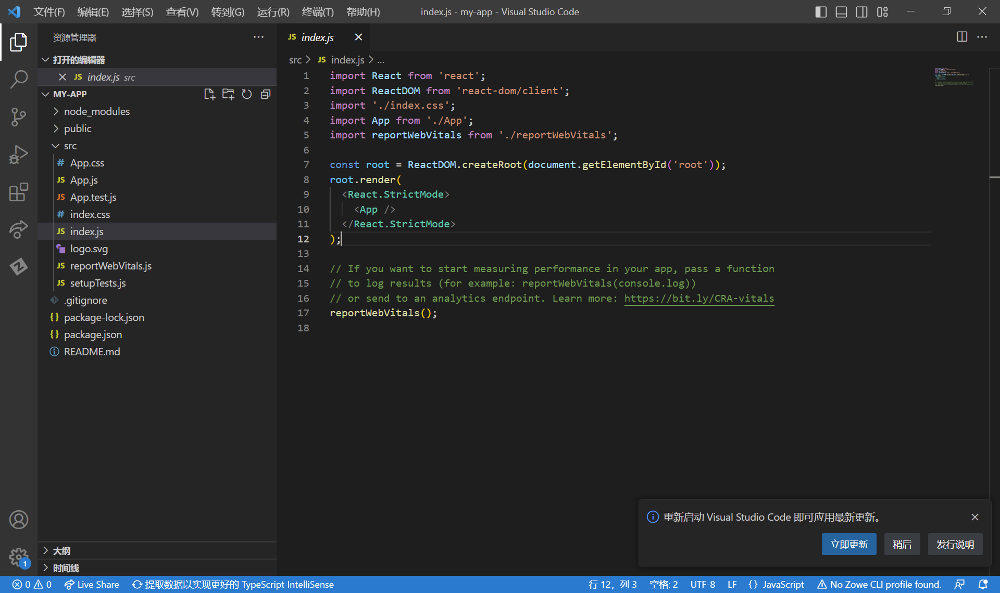 文件(F) 编辑(E) 选择(S) 查看(V) 转到(G) 运行(R) 终端(T) 帮助(H) index.js - my-app - Visual Studio Code
资源管理器
打开的编辑器
JS index.js src
MY-APP
node_modules
public
src
# App.css
JS App.js
JS App.test.js
# index.css
JS index.js
logo.svg
JS reportWebVitals.js
JS setupTests.js
.gitignore
{} package-lock.json
{} package.json
README.md
大纲
时间线
JS index.js
src > JS index.js > ...
1 import React from 'react';
2 import ReactDOM from 'react-dom/client';
3 import './index.css';
4 import App from './App';
5 import reportWebVitals from './reportWebVitals';
6
7 const root = ReactDOM.createRoot(document.getElementById('root'));
8 root.render(
9 <React.StrictMode>
10 <App />
11 </React.StrictMode>
12 );
13
14 // If you want to start measuring performance in your app, pass a function
15 // to log results (for example: reportWebVitals(console.log))
16 // or send to an analytics endpoint. Learn more: https://bit.ly/CRA-vitals
17 reportWebVitals();
18
重新启动 Visual Studio Code 即可应用最新更新。
立即更新 稍后 发行说明
1
0 0 Live Share 提取数据以实现更好的 TypeScript IntelliSense 行 12，列 3 空格: 2 UTF-8 LF {} JavaScript No Zowe CLI profile found.